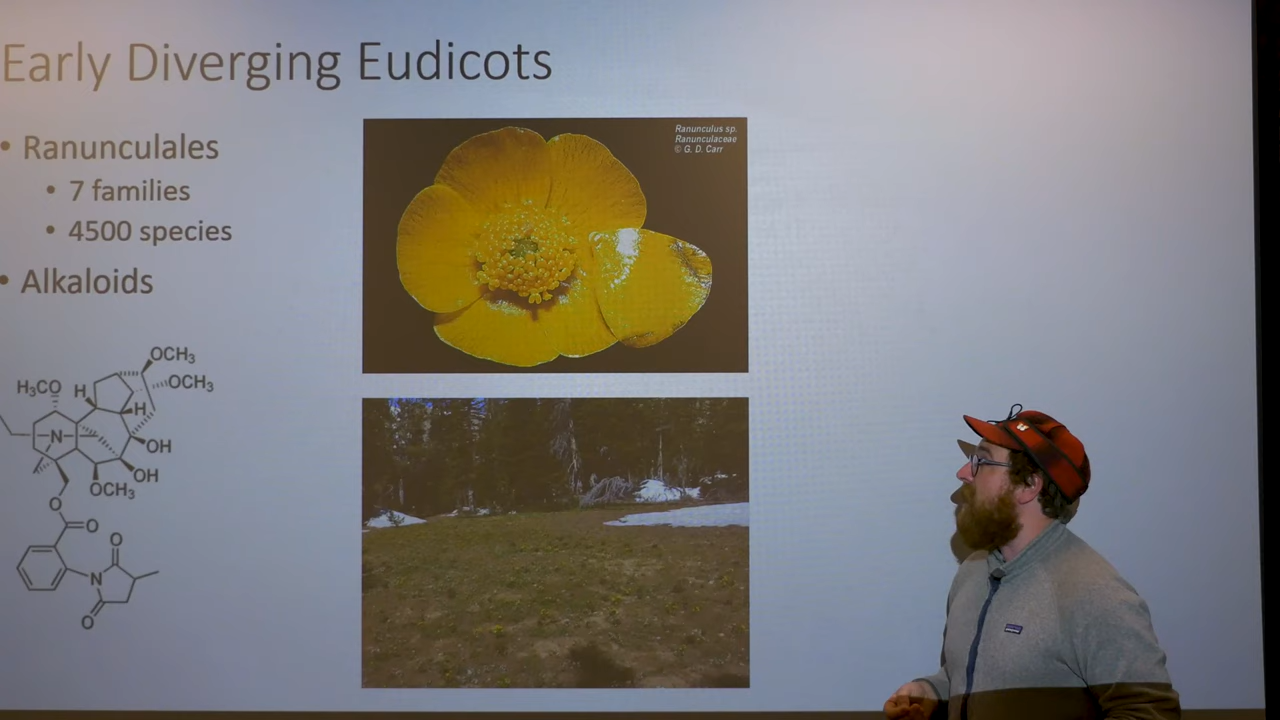 Early Diverging Eudicots
• Ranunculales
• 7 families
• 4500 species
• Alkaloids
Ranunculus sp.
Ranunculaceae
© G. D. Carr
OCH3
H3CO
H
OCH3
H
N
OH
OH
OCH3
O
O
O
N
O
U
patagonia